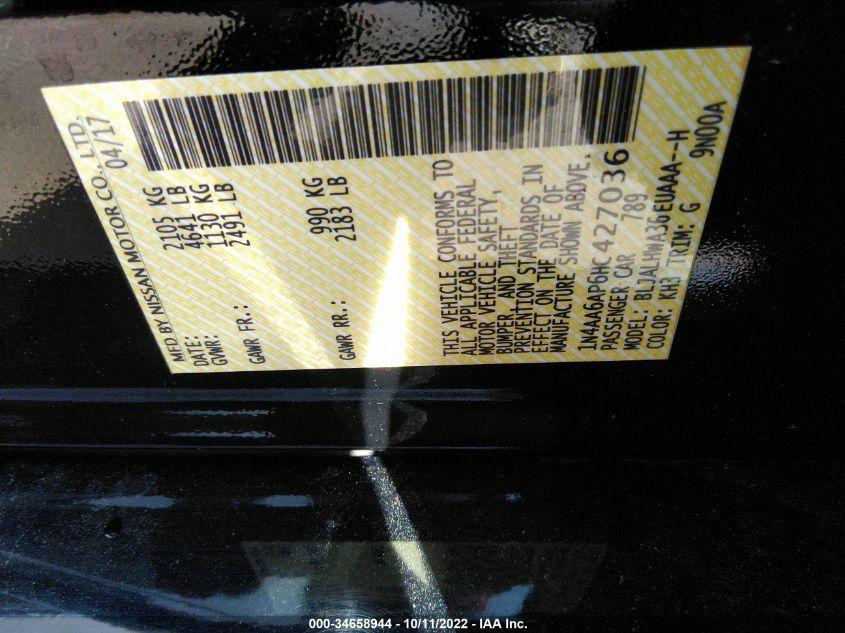 MFD BY NISSAN MOTOR CO., LTD.
DATE: 04/17
GVWR: 2105 KG
4641 LB
GAWR FR.: 1130 KG
2491 LB
GAWR RR.: 990 KG
2183 LB
THIS VEHICLE CONFORMS TO
ALL APPLICABLE FEDERAL
MOTOR VEHICLE SAFETY,
BUMPER, AND THEFT
PREVENTION STANDARDS IN
EFFECT ON THE DATE OF
MANUFACTURE SHOWN ABOVE.
1N4AA6AP6HC427036
PASSENGER CAR 789
MODEL: BLJALHWA36EUAAA--H
COLOR: KH3 TRIM: G 9N00A
000-34658944 - 10/11/2022 - IAA Inc.